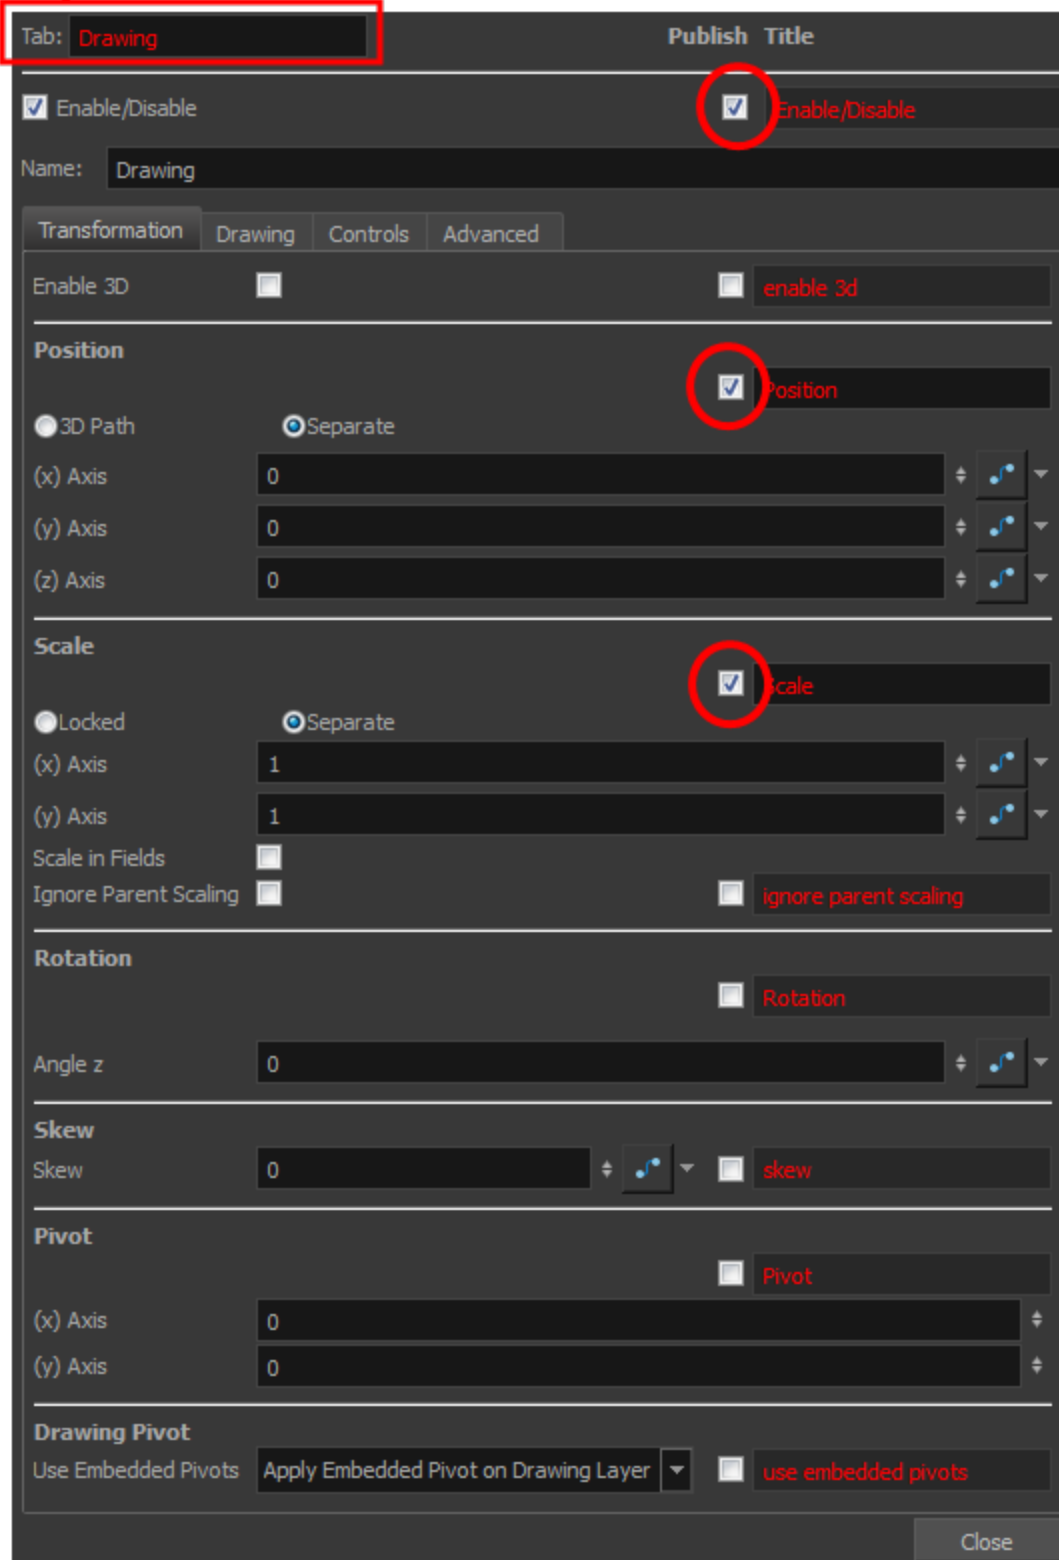 Tab: Drawing Publish Title
Enable/Disable Enable/Disable
Name: Drawing
Transformation Drawing Controls Advanced
Enable 3D enable 3d
Position
Position
3D Path Separate
(x) Axis 0
(y) Axis 0
(z) Axis 0
Scale
Scale
Locked Separate
(x) Axis 1
(y) Axis 1
Scale in Fields
Ignore Parent Scaling ignore parent scaling
Rotation
Rotation
Angle z 0
Skew
Skew 0 skew
Pivot
Pivot
(x) Axis 0
(y) Axis 0
Drawing Pivot
Use Embedded Pivots Apply Embedded Pivot on Drawing Layer use embedded pivots
Close